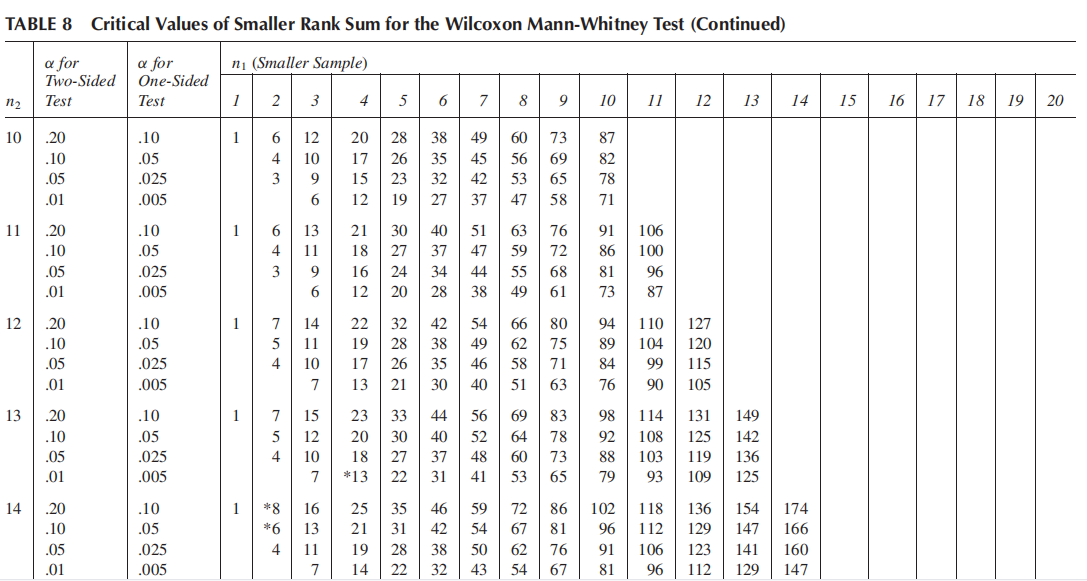 TABLE 8 Critical Values of Smaller Rank Sum for the Wilcoxon Mann-Whitney Test (Continued)
α for α for n1 (Smaller Sample)
Two-Sided One-Sided
n2 Test Test 1 2 3 4 5 6 7 8 9 10 11 12 13 14 15 16 17 18 19 20
10 .20 .10 1 6 12 20 28 38 49 60 73 87
.10 .05 4 10 17 26 35 45 56 69 82
.05 .025 3 9 15 23 32 42 53 65 78
.01 .005 6 12 19 27 37 47 58 71
11 .20 .10 1 6 13 21 30 40 51 63 76 91 106
.10 .05 4 11 18 27 37 47 59 72 86 100
.05 .025 3 9 16 24 34 44 55 68 81 96
.01 .005 6 12 20 28 38 49 61 73 87
12 .20 .10 1 7 14 22 32 42 54 66 80 94 110 127
.10 .05 5 11 19 28 38 49 62 75 89 104 120
.05 .025 4 10 17 26 35 46 58 71 84 99 115
.01 .005 7 13 21 30 40 51 63 76 90 105
13 .20 .10 1 7 15 23 33 44 56 69 83 98 114 131 149
.10 .05 5 12 20 30 40 52 64 78 92 108 125 142
.05 .025 4 10 18 27 37 48 60 73 88 103 119 136
.01 .005 7 *13 22 31 41 53 65 79 93 109 125
14 .20 .10 1 *8 16 25 35 46 59 72 86 102 118 136 154 174
.10 .05 *6 13 21 31 42 54 67 81 96 112 129 147 166
.05 .025 4 11 19 28 38 50 62 76 91 106 123 141 160
.01 .005 7 14 22 32 43 54 67 81 96 112 129 147